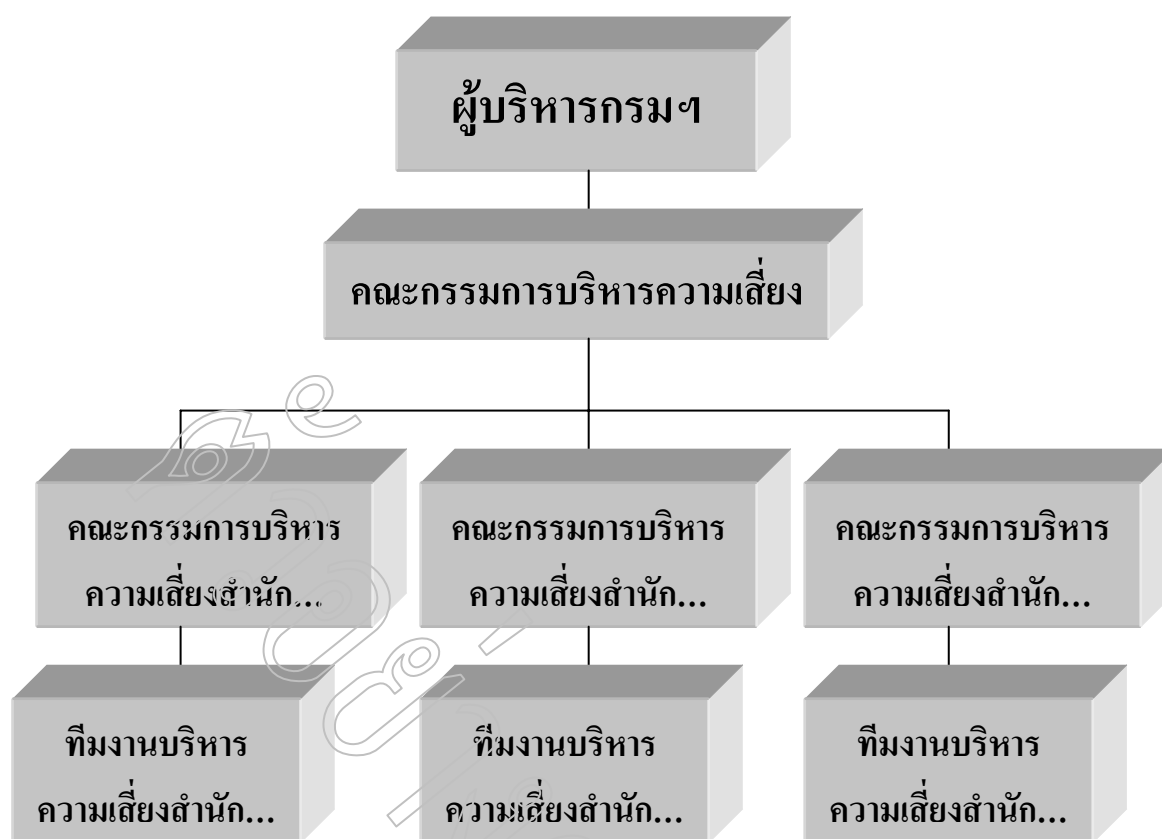 ผู้บริหารกรมฯ
คณะกรรมการบริหารความเสี่ยง
คณะกรรมการบริหาร
ความเสี่ยงสำนัก...
คณะกรรมการบริหาร
ความเสี่ยงสำนัก...
คณะกรรมการบริหาร
ความเสี่ยงสำนัก...
ทีมงานบริหาร
ความเสี่ยงสำนัก...
ทีมงานบริหาร
ความเสี่ยงสำนัก...
ทีมงานบริหาร
ความเสี่ยงสำนัก...